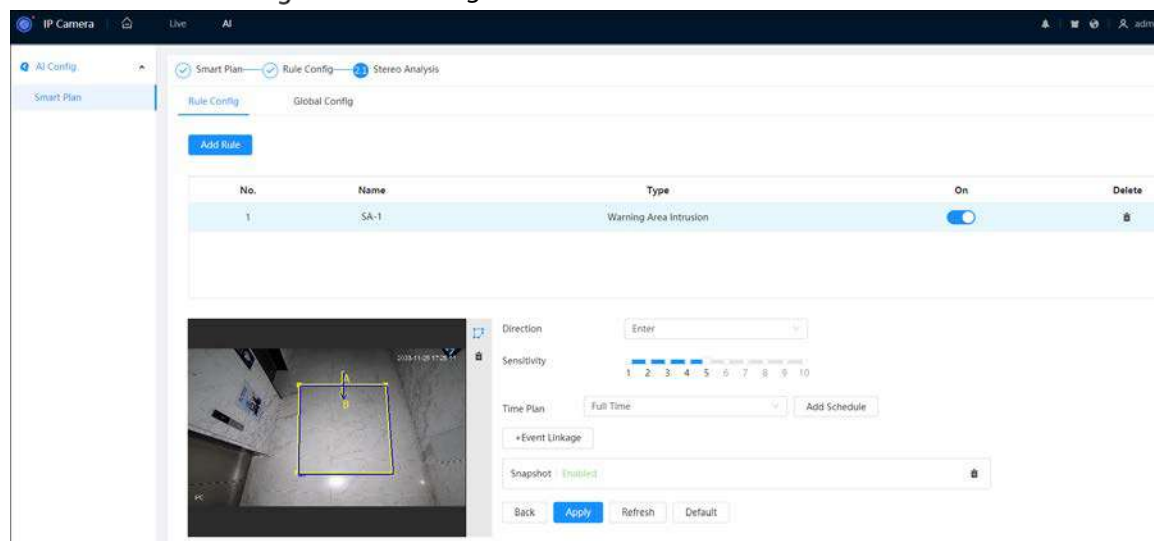 IP Camera Live AI adm
AI Config
Smart Plan Rule Config 2.1 Stereo Analysis
Smart Plan
Rule Config Global Config
Add Rule
No. Name Type On Delete
1 SA-1 Warning Area Intrusion
Direction Enter
Sensitivity
1 2 3 4 5 6 7 8 9 10
A
B
Time Plan Full Time Add Schedule
+Event Linkage
Snapshot Enabled
Back Apply Refresh Default